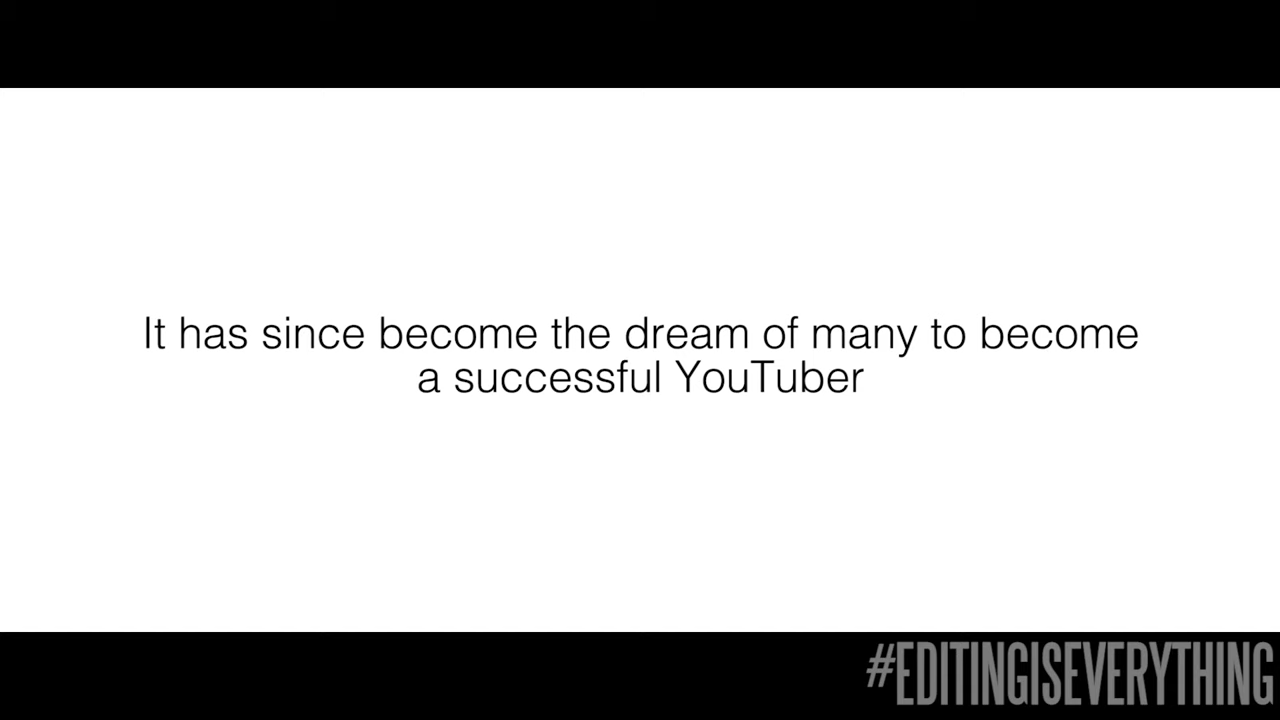 It has since become the dream of many to become
a successful YouTuber
#EDITINGISEVERYTHING